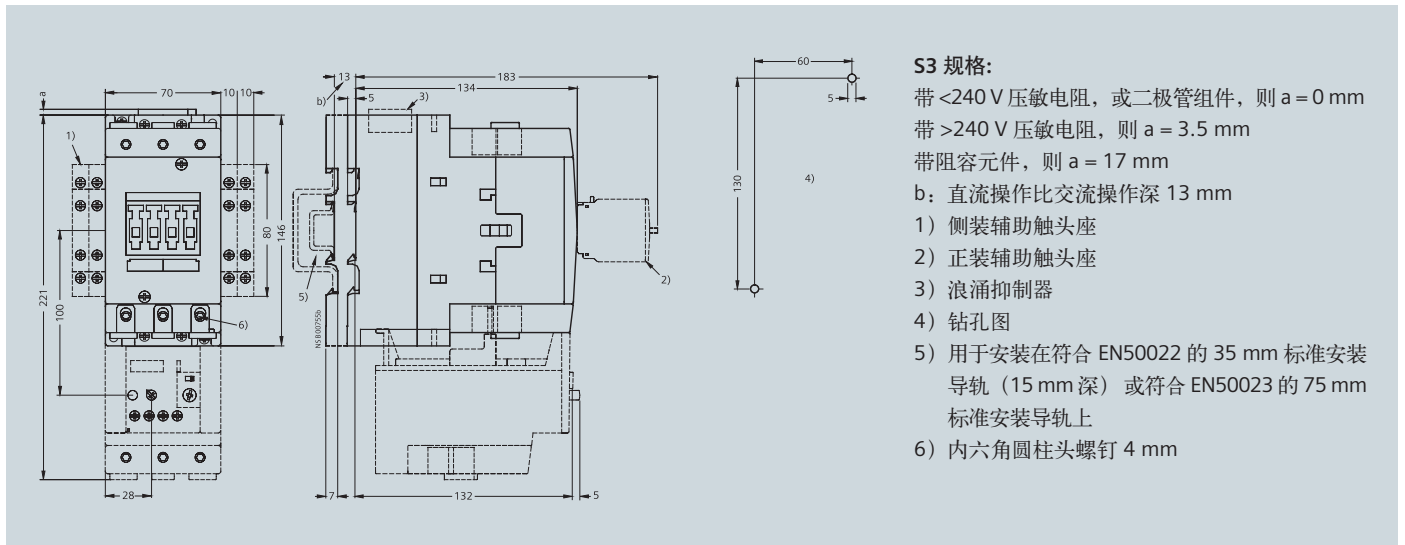 a
70
10
10
1)
80
146
221
100
6)
28
13
183
134
b)
5
3)
5)
2)
NSB00755b
7
132
5
60
5
130
4)
S3 规格:
带 <240 V 压敏电阻，或二极管组件，则 a = 0 mm
带 >240 V 压敏电阻，则 a = 3.5 mm
带阻容元件，则 a = 17 mm
b：直流操作比交流操作深 13 mm
1）侧装辅助触头座
2）正装辅助触头座
3）浪涌抑制器
4）钻孔图
5）用于安装在符合 EN50022 的 35 mm 标准安装
导轨（15 mm 深） 或符合 EN50023 的 75 mm
标准安装导轨上
6）内六角圆柱头螺钉 4 mm